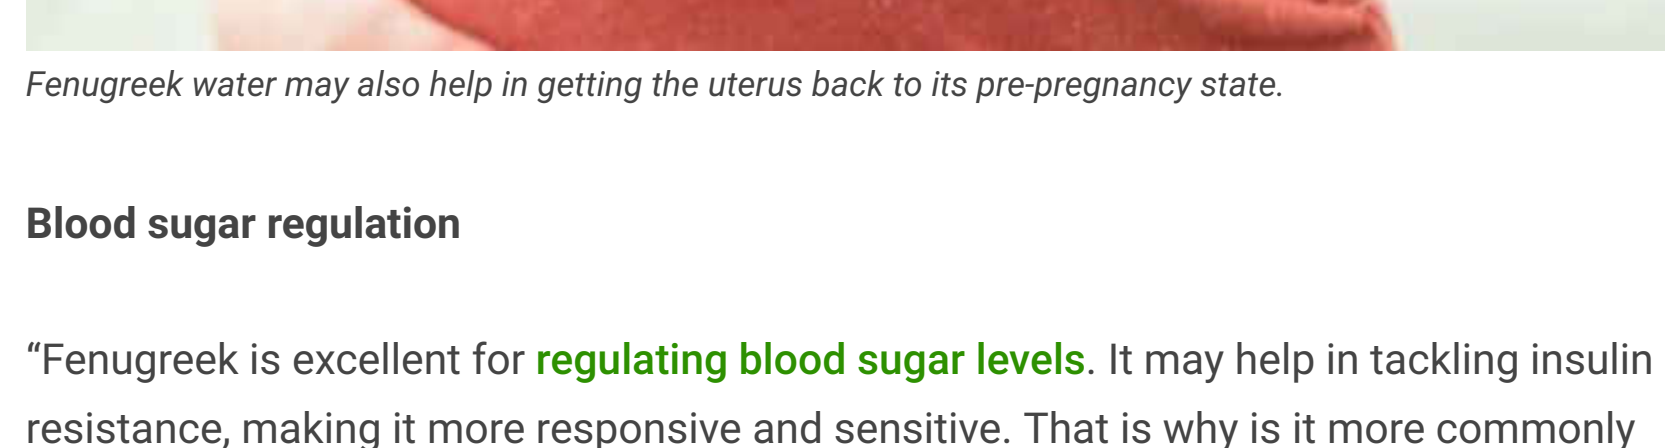 Fenugreek water may also help in getting the uterus back to its pre-pregnancy state.
Blood sugar regulation
“Fenugreek is excellent for regulating blood sugar levels. It may help in tackling insulin
resistance, making it more responsive and sensitive. That is why is it more commonly